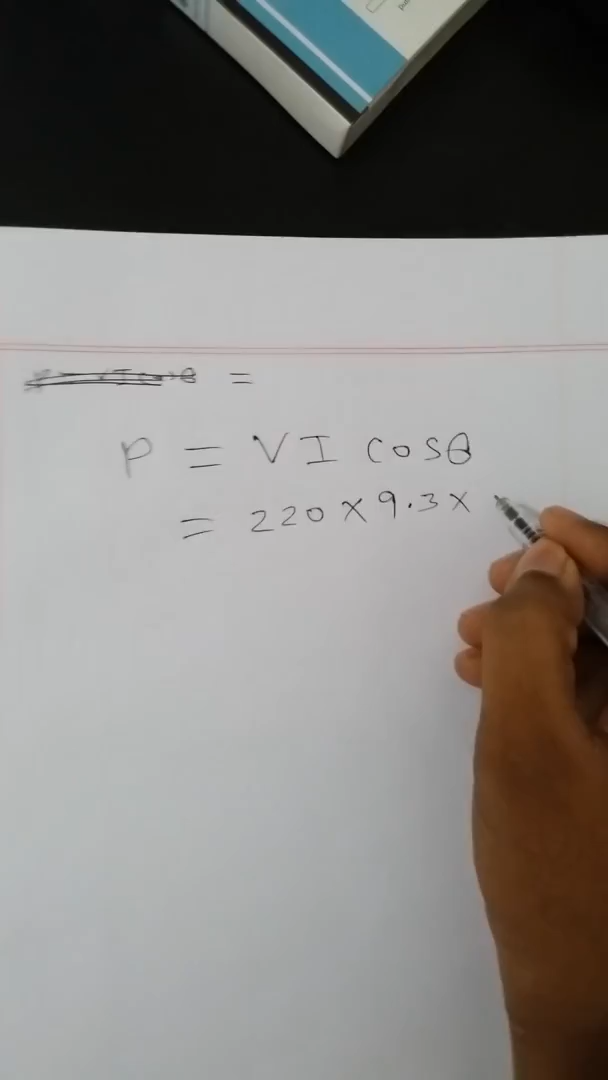 =
P = VI cosθ
= 220 × 9.3 ×